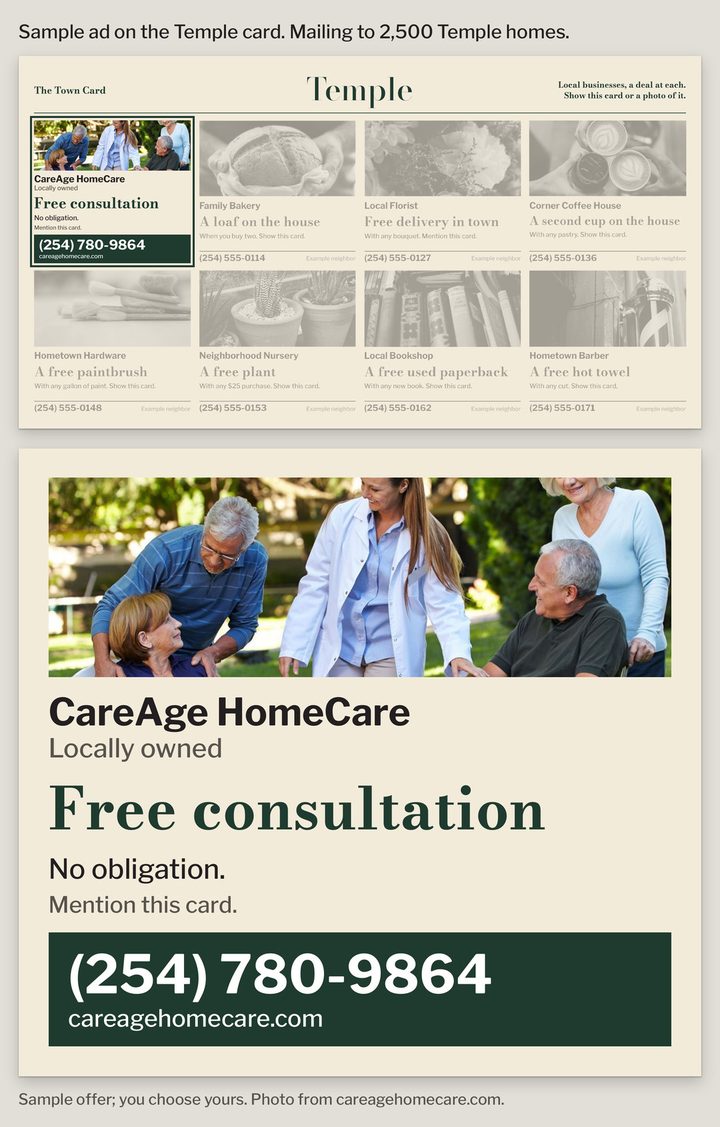 Sample ad on the Temple card. Mailing to 2,500 Temple homes.
The Town Card
Temple
Local businesses, a deal at each.
Show this card or a photo of it.
CareAge HomeCare
Locally owned
Free consultation
No obligation.
Mention this card.
(254) 780-9864
careagehomecare.com
Family Bakery
A loaf on the house
When you buy two. Show this card.
(254) 555-0114
Example neighbor
Local Florist
Free delivery in town
With any bouquet. Mention this card.
(254) 555-0127
Example neighbor
Corner Coffee House
A second cup on the house
With any pastry. Show this card.
(254) 555-0136
Example neighbor
Hometown Hardware
A free paintbrush
With any gallon of paint. Show this card.
(254) 555-0148
Example neighbor
Neighborhood Nursery
A free plant
With any $25 purchase. Show this card.
(254) 555-0153
Example neighbor
Local Bookshop
A free used paperback
With any new book. Show this card.
(254) 555-0162
Example neighbor
Hometown Barber
A free hot towel
With any cut. Show this card.
(254) 555-0171
Example neighbor
CareAge HomeCare
Locally owned
Free consultation
No obligation.
Mention this card.
(254) 780-9864
careagehomecare.com
Sample offer; you choose yours. Photo from careagehomecare.com.